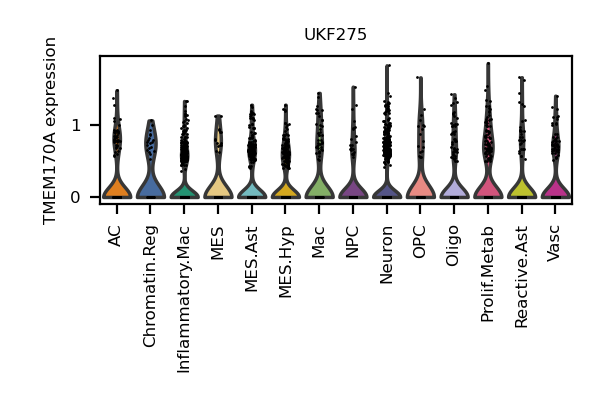 UKF275
TMEM170A expression
1
0
AC
Chromatin.Reg
Inflammatory.Mac
MES
MES.Ast
MES.Hyp
Mac
NPC
Neuron
OPC
Oligo
Prolif.Metab
Reactive.Ast
Vasc